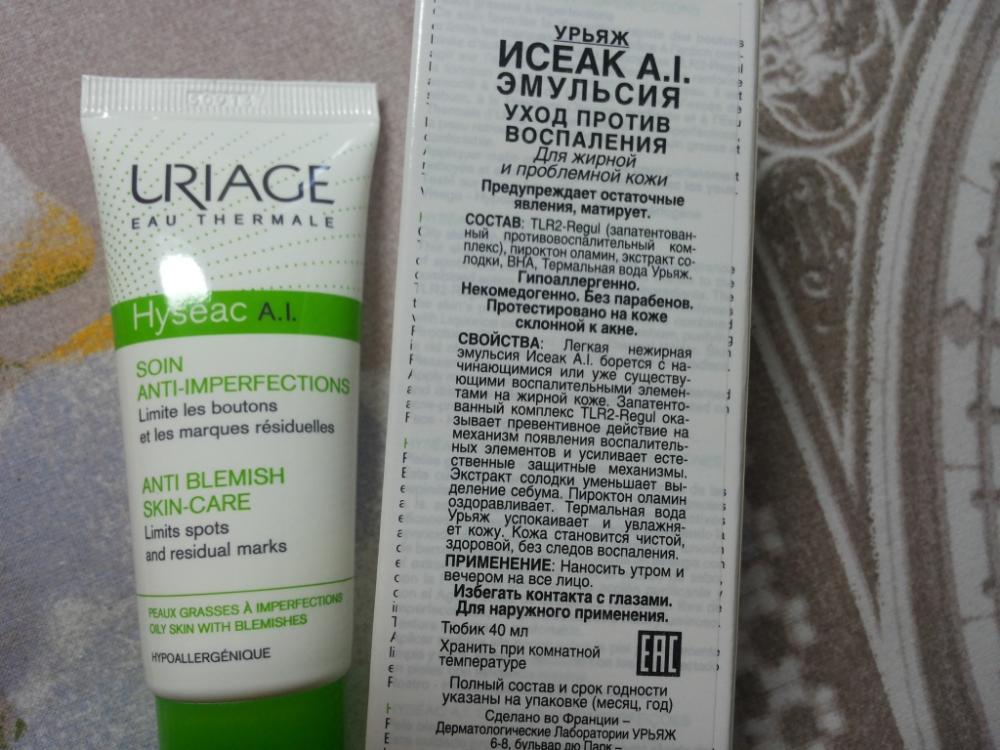 URIAGE
EAU THERMALE
Hyséac A.I.
SOIN
ANTI-IMPERFECTIONS
Limite les boutons
et les marques résiduelles
ANTI BLEMISH
SKIN-CARE
Limits spots
and residual marks
PEAUX GRASSES À IMPERFECTIONS
OILY SKIN WITH BLEMISHES
HYPOALLERGÉNIQUE
УРЬЯЖ
ИСЕАК A.I.
ЭМУЛЬСИЯ
УХОД ПРОТИВ
ВОСПАЛЕНИЯ
Для жирной
и проблемной кожи
Предупреждает остаточные
явления, матирует.
СОСТАВ: TLR2-Regul (запатентован-
ный противовоспалительный ком-
плекс), пироктон оламин, экстракт со-
лодки, BHA, Термальная вода Урьяж.
Гипоаллергенно.
Некомедогенно. Без парабенов.
Протестировано на коже
склонной к акне.
СВОЙСТВА: Легкая нежирная
эмульсия Исеак A.I. борется с на-
чинающимися или уже существу-
ющими воспалительными элемен-
тами на жирной коже. Запатенто-
ванный комплекс TLR2-Regul ока-
зывает превентивное действие на
механизм появления воспалитель-
ных элементов и усиливает есте-
ственные защитные механизмы.
Экстракт солодки уменьшает вы-
деление себума. Пироктон оламин
оздоравливает. Термальная вода
Урьяж успокаивает и увлажня-
ет кожу. Кожа становится чистой,
здоровой, без следов воспаления.
ПРИМЕНЕНИЕ: Наносить утром и
вечером на все лицо.
Избегать контакта с глазами.
Для наружного применения.
Тюбик 40 мл
Хранить при комнатной
температуре
EAC
Полный состав и срок годности
указаны на упаковке (месяц, год)
Сделано во Франции –
Дерматологические Лаборатории УРЬЯЖ
6-8, бульвар дю Парк –